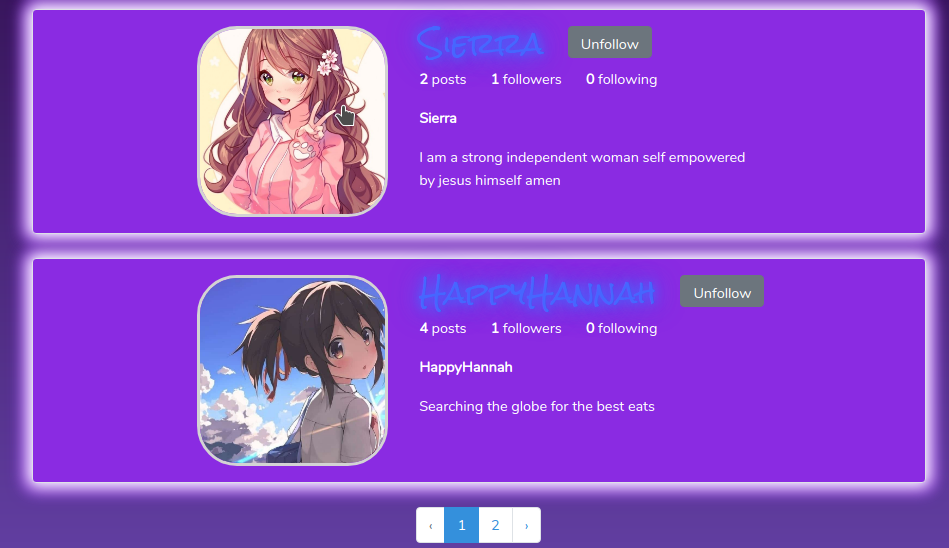 Sierra Unfollow
2 posts 1 followers 0 following
Sierra
I am a strong independent woman self empowered
by jesus himself amen
HappyHannah Unfollow
4 posts 1 followers 0 following
HappyHannah
Searching the globe for the best eats
‹ 1 2 ›